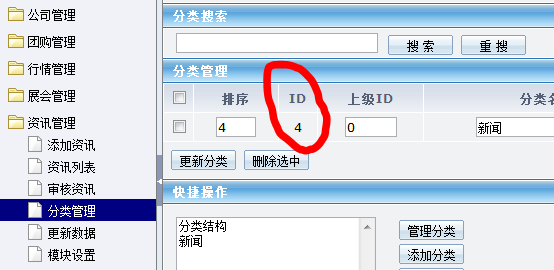 公司管理
团购管理
行情管理
展会管理
资讯管理
添加资讯
资讯列表
审核资讯
分类管理
更新数据
模块设置
分类搜索
搜 索 重 搜
分类管理
排序 ID 上级ID 分类名
4 4 0 新闻
更新分类 删除选中
快捷操作
分类结构
新闻
管理分类
添加分类